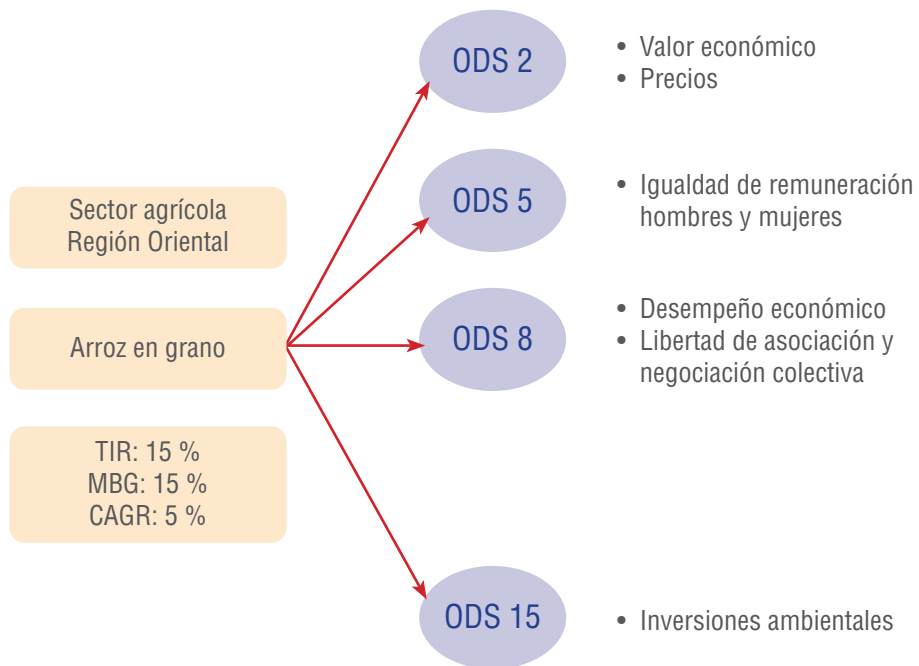 Sector agrícola
Región Oriental
Arroz en grano
TIR: 15 %
MBG: 15 %
CAGR: 5 %
ODS 2
• Valor económico
• Precios
ODS 5
• Igualdad de remuneración
hombres y mujeres
ODS 8
• Desempeño económico
• Libertad de asociación y
negociación colectiva
ODS 15
• Inversiones ambientales